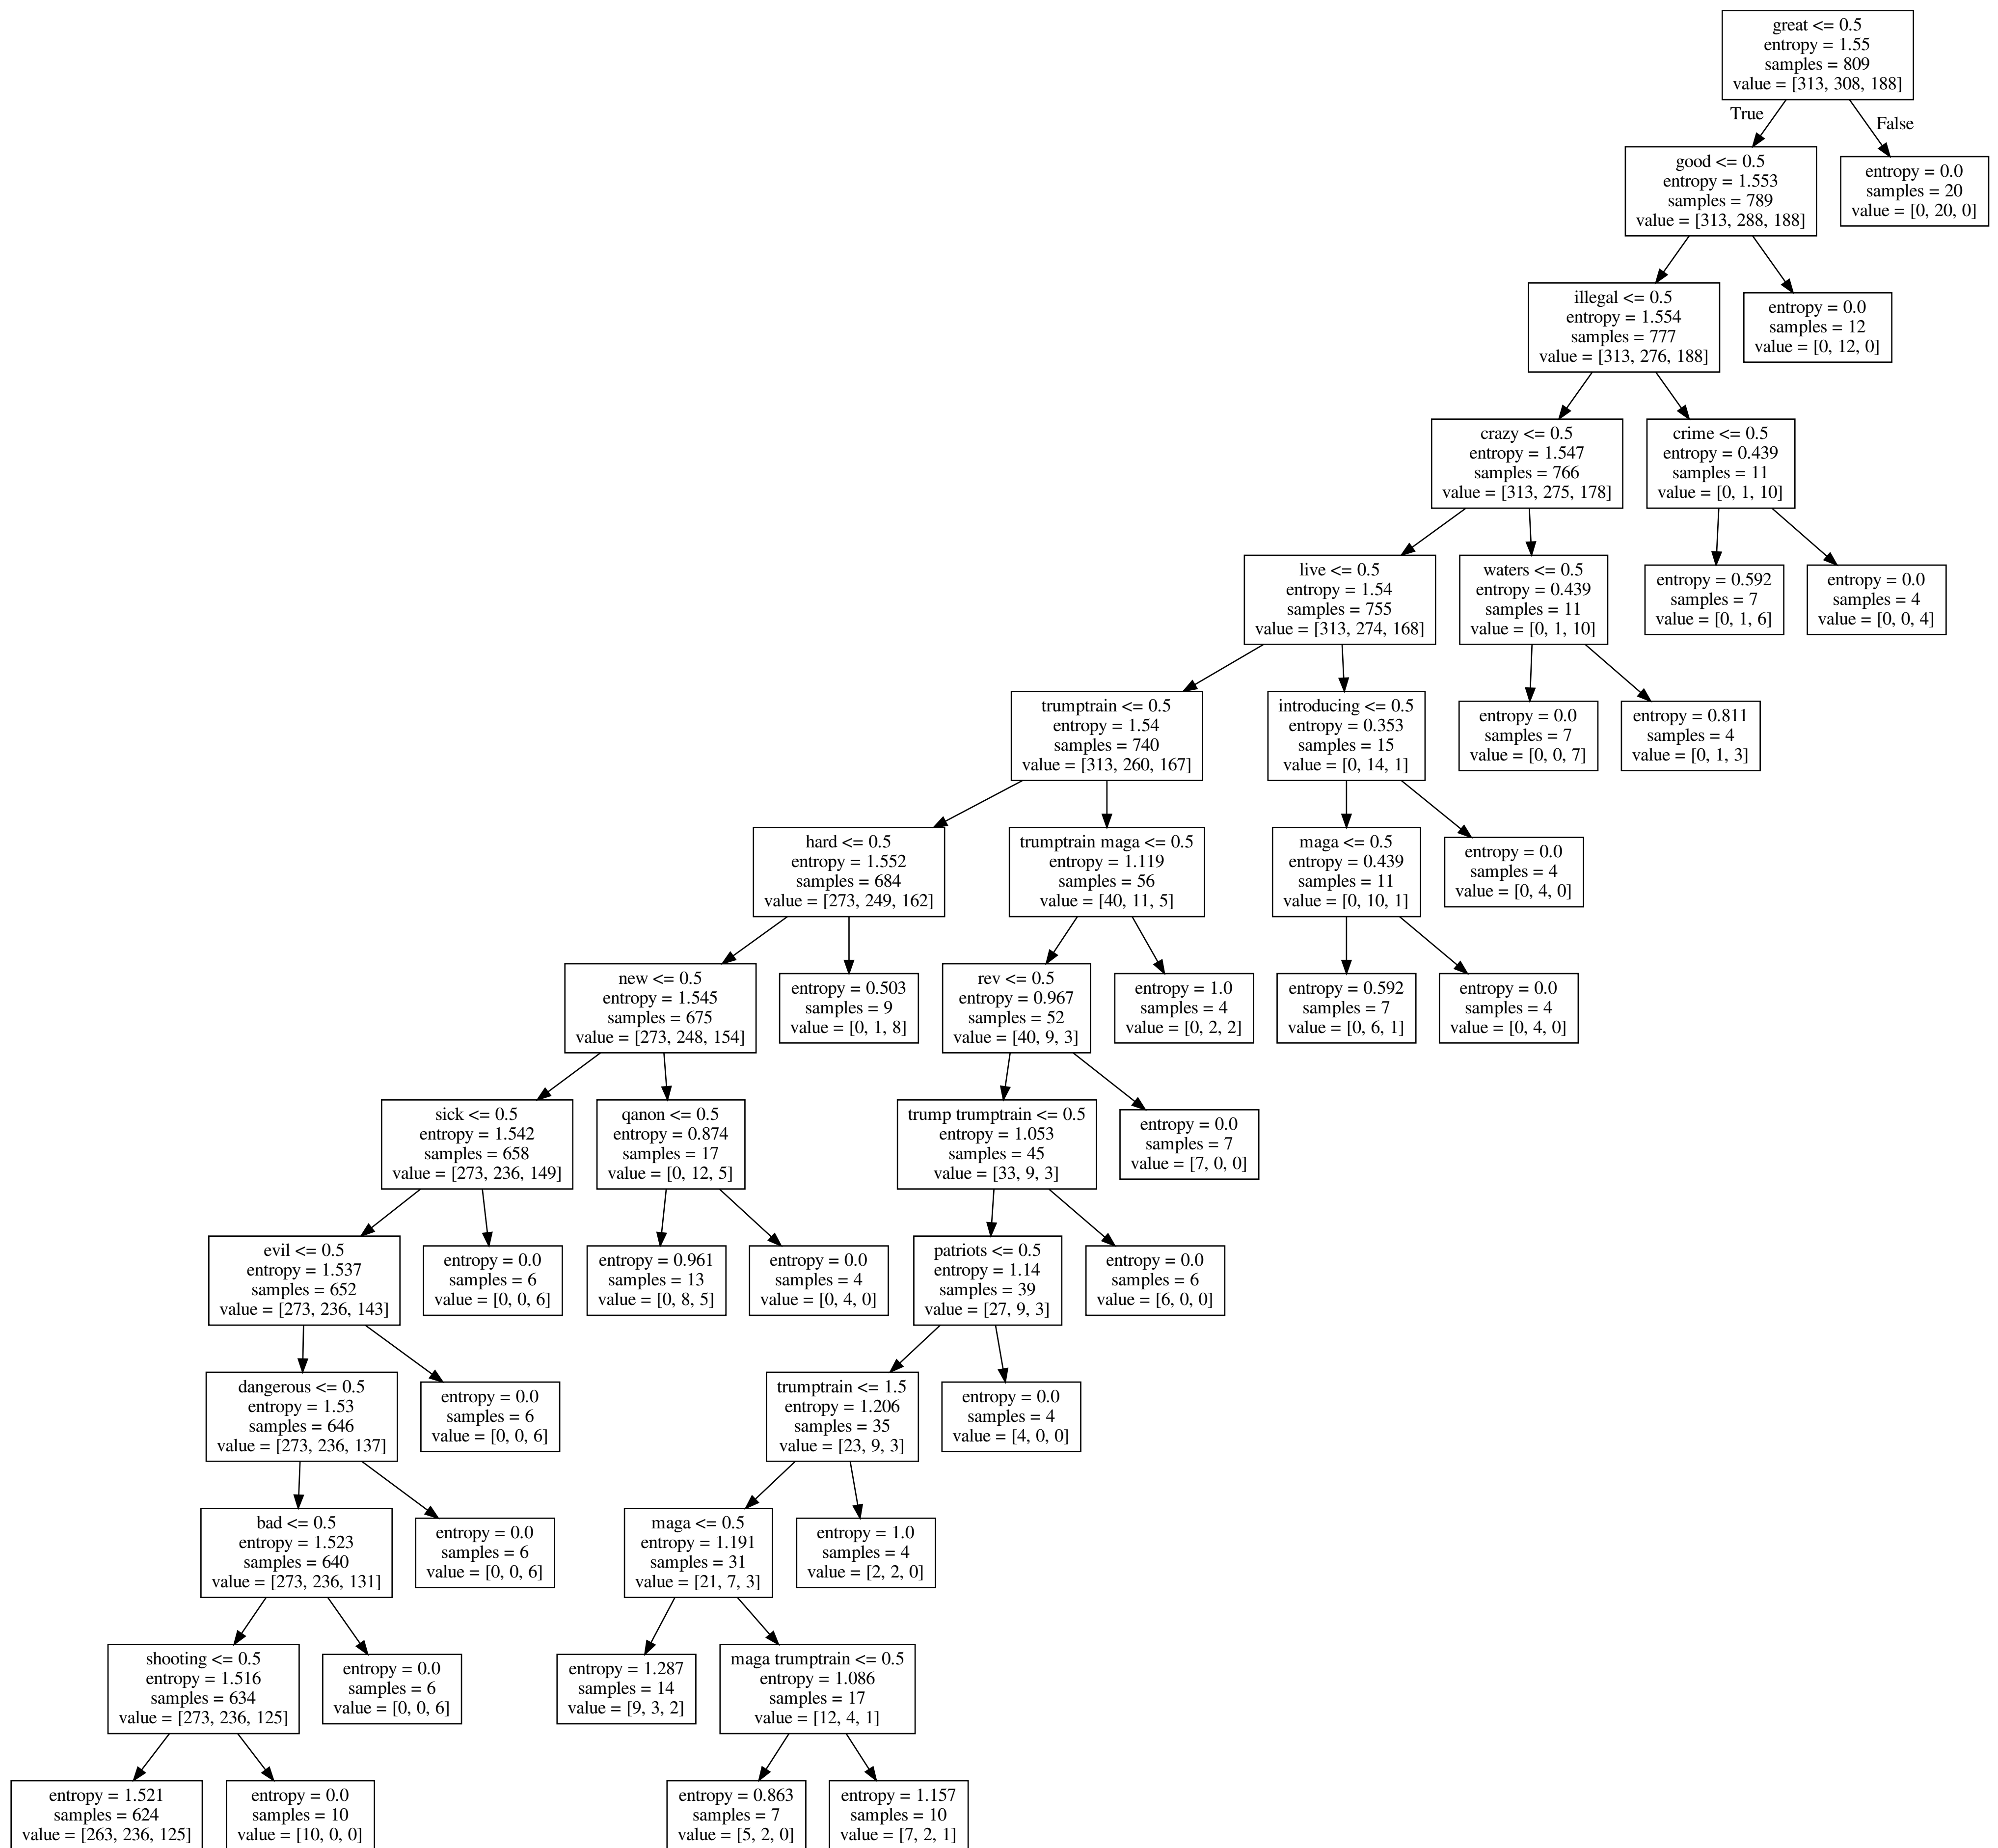 great <= 0.5
entropy = 1.55
samples = 809
value = [313, 308, 188]
True
False
good <= 0.5
entropy = 1.553
samples = 789
value = [313, 288, 188]
entropy = 0.0
samples = 20
value = [0, 20, 0]
illegal <= 0.5
entropy = 1.554
samples = 777
value = [313, 276, 188]
entropy = 0.0
samples = 12
value = [0, 12, 0]
crazy <= 0.5
entropy = 1.547
samples = 766
value = [313, 275, 178]
crime <= 0.5
entropy = 0.439
samples = 11
value = [0, 1, 10]
live <= 0.5
entropy = 1.54
samples = 755
value = [313, 274, 168]
waters <= 0.5
entropy = 0.439
samples = 11
value = [0, 1, 10]
entropy = 0.592
samples = 7
value = [0, 1, 6]
entropy = 0.0
samples = 4
value = [0, 0, 4]
trumptrain <= 0.5
entropy = 1.54
samples = 740
value = [313, 260, 167]
introducing <= 0.5
entropy = 0.353
samples = 15
value = [0, 14, 1]
entropy = 0.0
samples = 7
value = [0, 0, 7]
entropy = 0.811
samples = 4
value = [0, 1, 3]
hard <= 0.5
entropy = 1.552
samples = 684
value = [273, 249, 162]
trumptrain maga <= 0.5
entropy = 1.119
samples = 56
value = [40, 11, 5]
maga <= 0.5
entropy = 0.439
samples = 11
value = [0, 10, 1]
entropy = 0.0
samples = 4
value = [0, 4, 0]
new <= 0.5
entropy = 1.545
samples = 675
value = [273, 248, 154]
entropy = 0.503
samples = 9
value = [0, 1, 8]
rev <= 0.5
entropy = 0.967
samples = 52
value = [40, 9, 3]
entropy = 1.0
samples = 4
value = [0, 2, 2]
entropy = 0.592
samples = 7
value = [0, 6, 1]
entropy = 0.0
samples = 4
value = [0, 4, 0]
sick <= 0.5
entropy = 1.542
samples = 658
value = [273, 236, 149]
qanon <= 0.5
entropy = 0.874
samples = 17
value = [0, 12, 5]
trump trumptrain <= 0.5
entropy = 1.053
samples = 45
value = [33, 9, 3]
entropy = 0.0
samples = 7
value = [7, 0, 0]
evil <= 0.5
entropy = 1.537
samples = 652
value = [273, 236, 143]
entropy = 0.0
samples = 6
value = [0, 0, 6]
entropy = 0.961
samples = 13
value = [0, 8, 5]
entropy = 0.0
samples = 4
value = [0, 4, 0]
patriots <= 0.5
entropy = 1.14
samples = 39
value = [27, 9, 3]
entropy = 0.0
samples = 6
value = [6, 0, 0]
dangerous <= 0.5
entropy = 1.53
samples = 646
value = [273, 236, 137]
entropy = 0.0
samples = 6
value = [0, 0, 6]
trumptrain <= 1.5
entropy = 1.206
samples = 35
value = [23, 9, 3]
entropy = 0.0
samples = 4
value = [4, 0, 0]
bad <= 0.5
entropy = 1.523
samples = 640
value = [273, 236, 131]
entropy = 0.0
samples = 6
value = [0, 0, 6]
maga <= 0.5
entropy = 1.191
samples = 31
value = [21, 7, 3]
entropy = 1.0
samples = 4
value = [2, 2, 0]
shooting <= 0.5
entropy = 1.516
samples = 634
value = [273, 236, 125]
entropy = 0.0
samples = 6
value = [0, 0, 6]
entropy = 1.287
samples = 14
value = [9, 3, 2]
maga trumptrain <= 0.5
entropy = 1.086
samples = 17
value = [12, 4, 1]
entropy = 1.521
samples = 624
value = [263, 236, 125]
entropy = 0.0
samples = 10
value = [10, 0, 0]
entropy = 0.863
samples = 7
value = [5, 2, 0]
entropy = 1.157
samples = 10
value = [7, 2, 1]